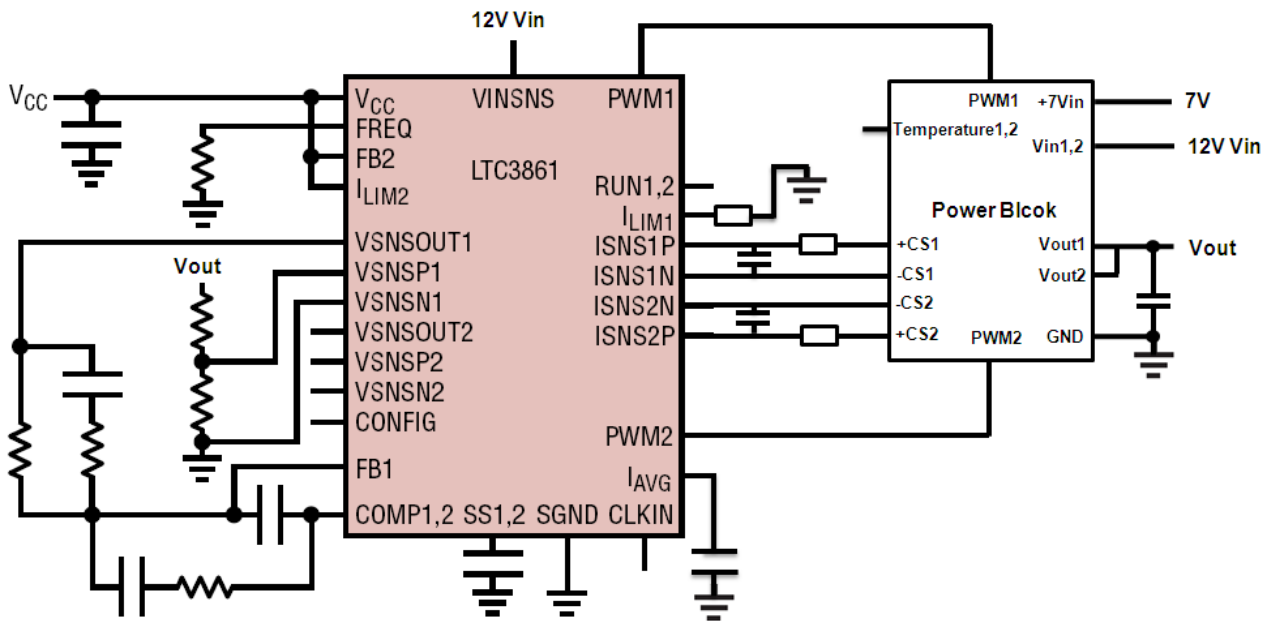 12V Vin
VCC
VCC
VINSNS
PWM1
FREQ
FB2
ILIM2
LTC3861
RUN1,2
ILIM1
VSNSOUT1
ISNS1P
Vout
VSNSP1
ISNS1N
VSNSN1
ISNS2N
VSNSOUT2
ISNS2P
VSNSP2
VSNSN2
CONFIG
PWM2
FB1
IAVG
COMP1,2
SS1,2
SGND
CLKIN
PWM1
+7Vin
7V
Temperature1,2
Vin1,2
12V Vin
Power Blcok
+CS1
Vout1
Vout
-CS1
Vout2
-CS2
+CS2
PWM2
GND